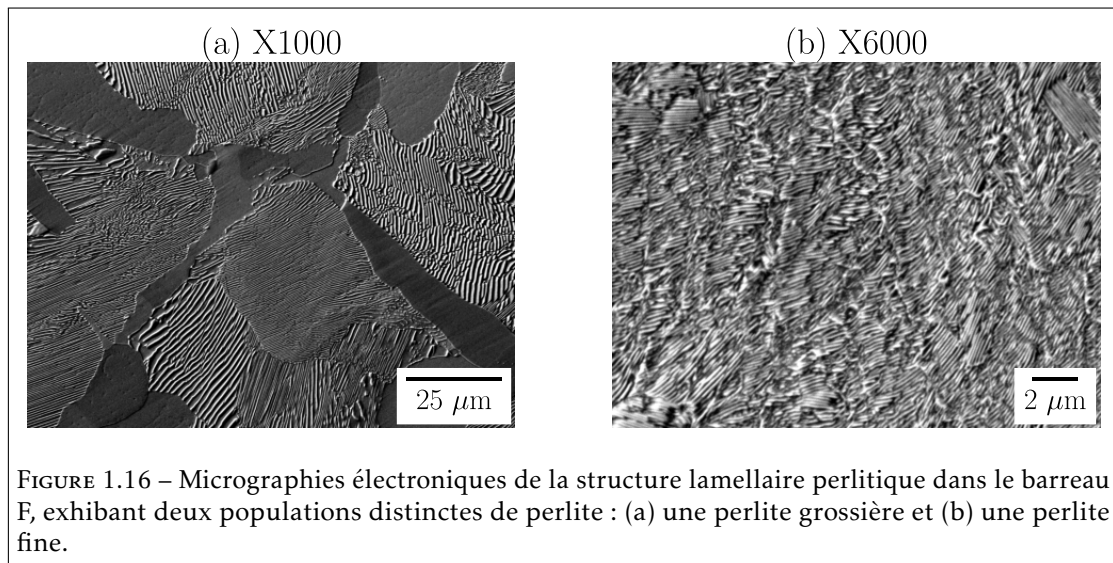 (a) X1000
(b) X6000
25 μm
2 μm
FIGURE 1.16 – Micrographies électroniques de la structure lamellaire perlitique dans le barreau
F, exhibant deux populations distinctes de perlite : (a) une perlite grossière et (b) une perlite
fine.